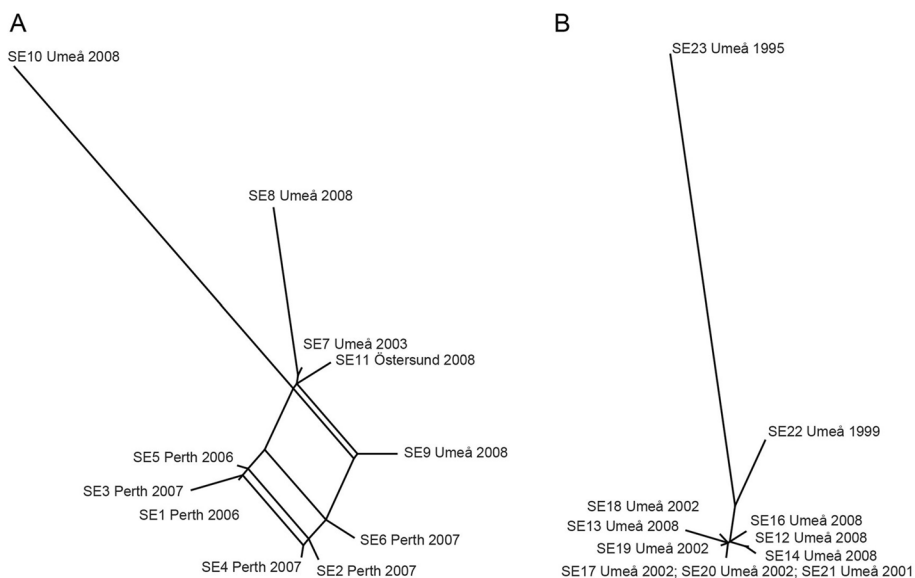 A
SE10 Umeå 2008
SE8 Umeå 2008
SE7 Umeå 2003
SE11 Östersund 2008
SE9 Umeå 2008
SE5 Perth 2006
SE3 Perth 2007
SE1 Perth 2006
SE6 Perth 2007
SE4 Perth 2007
SE2 Perth 2007
B
SE23 Umeå 1995
SE22 Umeå 1999
SE18 Umeå 2002
SE16 Umeå 2008
SE13 Umeå 2008
SE12 Umeå 2008
SE19 Umeå 2002
SE14 Umeå 2008
SE17 Umeå 2002; SE20 Umeå 2002; SE21 Umeå 2001